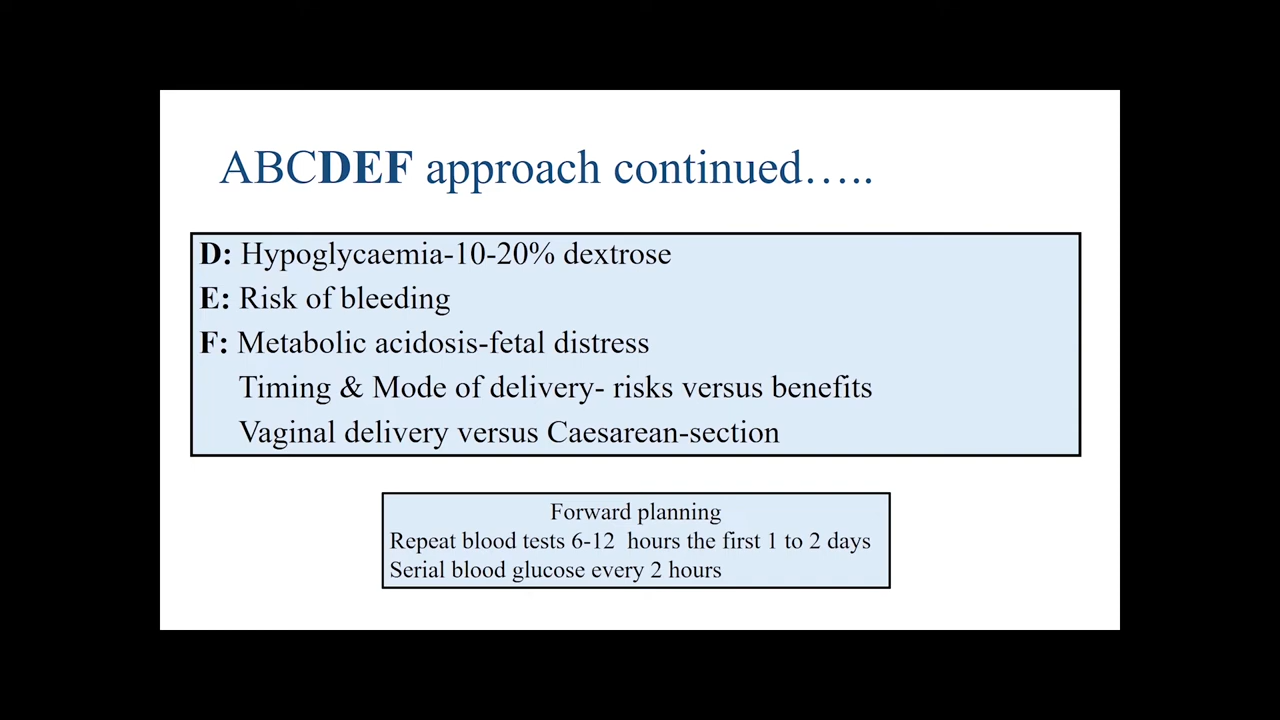 ABCDEF approach continued…..
D: Hypoglycaemia-10-20% dextrose
E: Risk of bleeding
F: Metabolic acidosis-fetal distress
Timing & Mode of delivery- risks versus benefits
Vaginal delivery versus Caesarean-section
Forward planning
Repeat blood tests 6-12 hours the first 1 to 2 days
Serial blood glucose every 2 hours